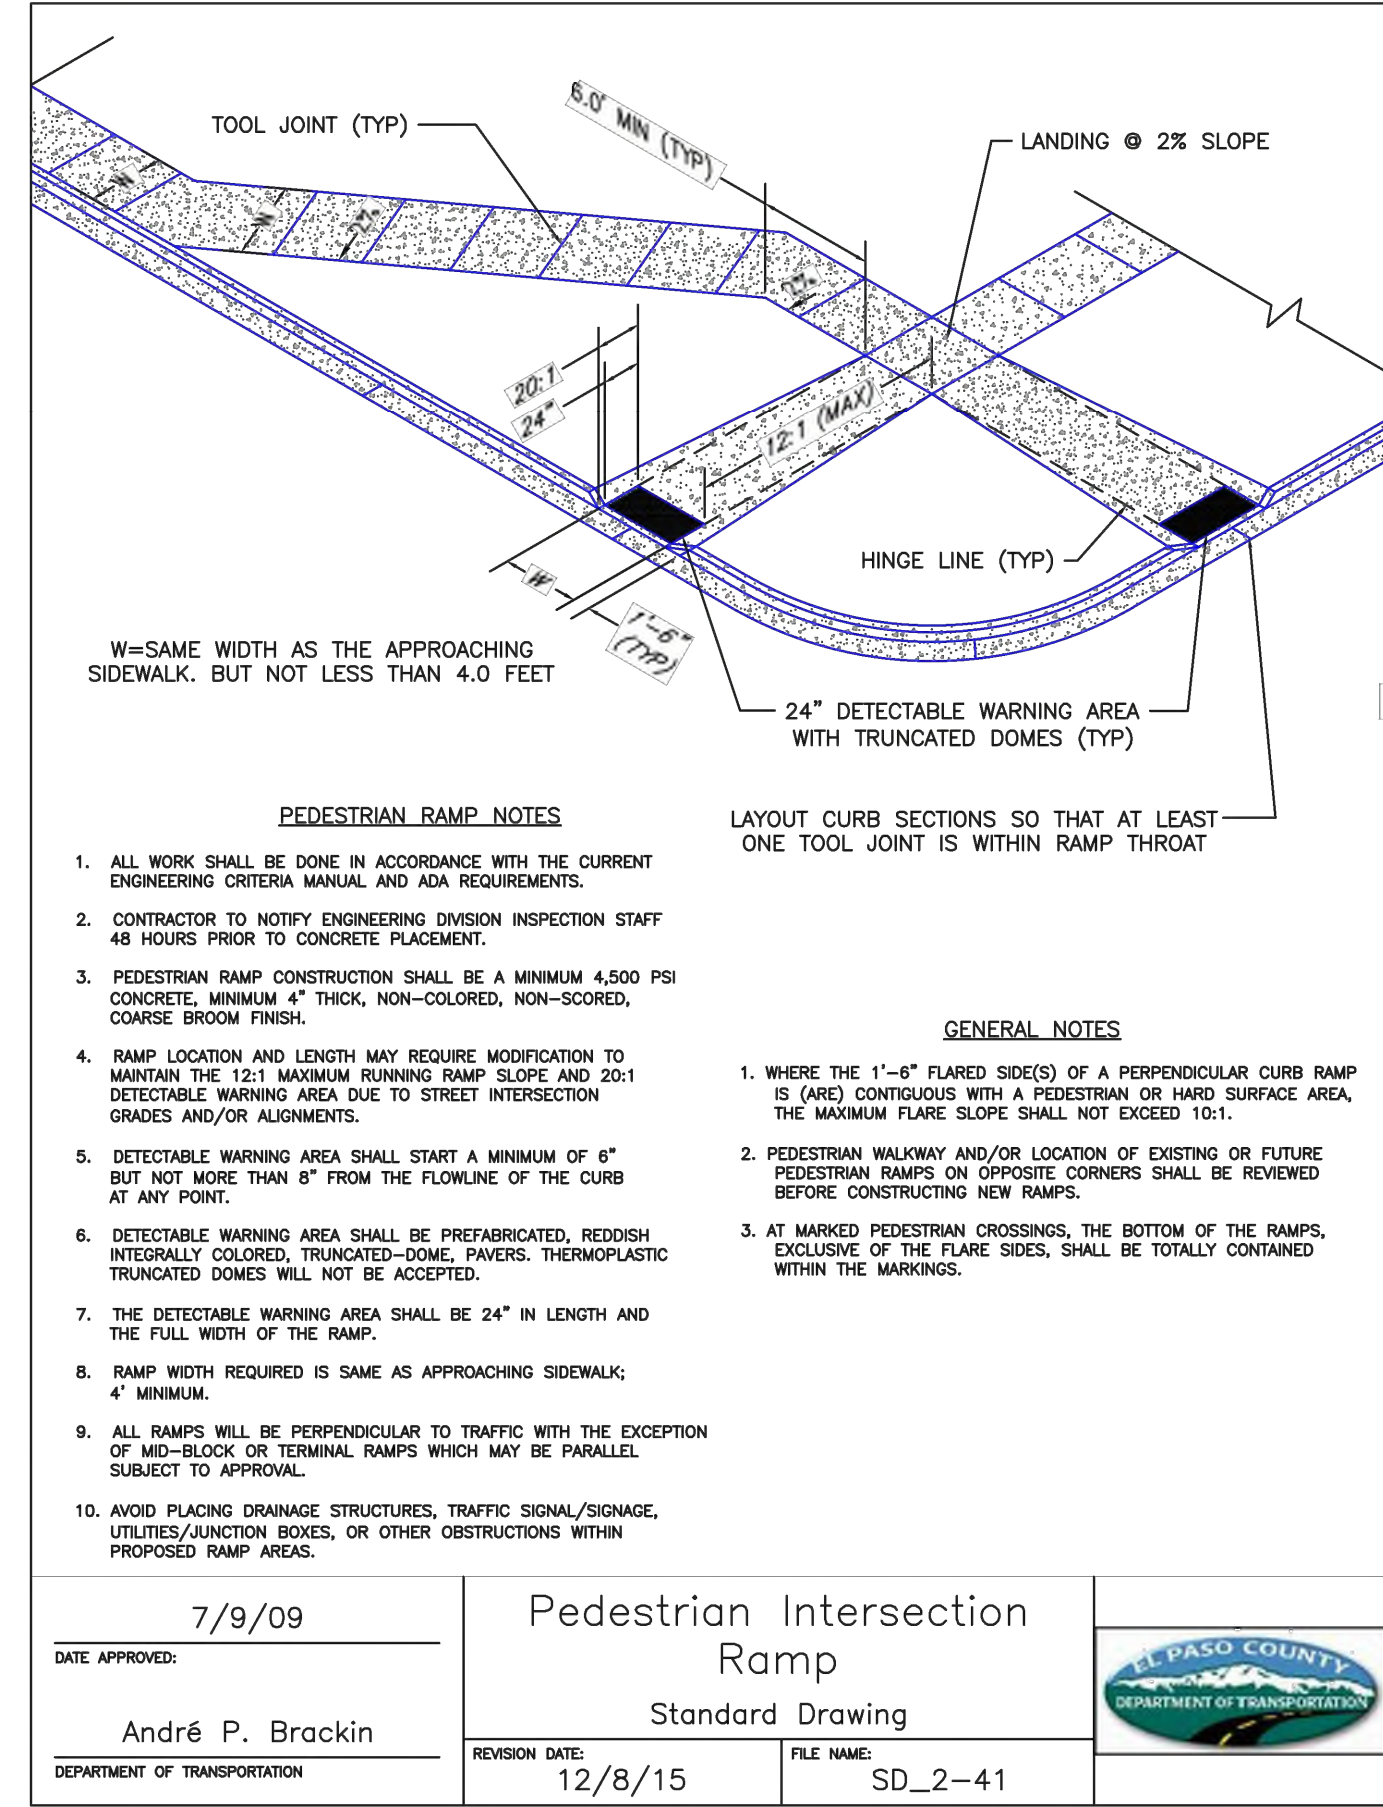 6.0' MIN (TYP)
TOOL JOINT (TYP)
LANDING @ 2% SLOPE
W
W
2%
2%
20:1
24"
12:1 (MAX)
HINGE LINE (TYP)
W
1'-6"
(TYP)
W=SAME WIDTH AS THE APPROACHING
SIDEWALK. BUT NOT LESS THAN 4.0 FEET
24" DETECTABLE WARNING AREA
WITH TRUNCATED DOMES (TYP)
LAYOUT CURB SECTIONS SO THAT AT LEAST
ONE TOOL JOINT IS WITHIN RAMP THROAT
PEDESTRIAN RAMP NOTES
1. ALL WORK SHALL BE DONE IN ACCORDANCE WITH THE CURRENT
ENGINEERING CRITERIA MANUAL AND ADA REQUIREMENTS.
2. CONTRACTOR TO NOTIFY ENGINEERING DIVISION INSPECTION STAFF
48 HOURS PRIOR TO CONCRETE PLACEMENT.
3. PEDESTRIAN RAMP CONSTRUCTION SHALL BE A MINIMUM 4,500 PSI
CONCRETE, MINIMUM 4" THICK, NON-COLORED, NON-SCORED,
COARSE BROOM FINISH.
4. RAMP LOCATION AND LENGTH MAY REQUIRE MODIFICATION TO
MAINTAIN THE 12:1 MAXIMUM RUNNING RAMP SLOPE AND 20:1
DETECTABLE WARNING AREA DUE TO STREET INTERSECTION
GRADES AND/OR ALIGNMENTS.
5. DETECTABLE WARNING AREA SHALL START A MINIMUM OF 6"
BUT NOT MORE THAN 8" FROM THE FLOWLINE OF THE CURB
AT ANY POINT.
6. DETECTABLE WARNING AREA SHALL BE PREFABRICATED, REDDISH
INTEGRALLY COLORED, TRUNCATED-DOME, PAVERS. THERMOPLASTIC
TRUNCATED DOMES WILL NOT BE ACCEPTED.
7. THE DETECTABLE WARNING AREA SHALL BE 24" IN LENGTH AND
THE FULL WIDTH OF THE RAMP.
8. RAMP WIDTH REQUIRED IS SAME AS APPROACHING SIDEWALK;
4' MINIMUM.
9. ALL RAMPS WILL BE PERPENDICULAR TO TRAFFIC WITH THE EXCEPTION
OF MID-BLOCK OR TERMINAL RAMPS WHICH MAY BE PARALLEL
SUBJECT TO APPROVAL.
10. AVOID PLACING DRAINAGE STRUCTURES, TRAFFIC SIGNAL/SIGNAGE,
UTILITIES/JUNCTION BOXES, OR OTHER OBSTRUCTIONS WITHIN
PROPOSED RAMP AREAS.
GENERAL NOTES
1. WHERE THE 1'-6" FLARED SIDE(S) OF A PERPENDICULAR CURB RAMP
IS (ARE) CONTIGUOUS WITH A PEDESTRIAN OR HARD SURFACE AREA,
THE MAXIMUM FLARE SLOPE SHALL NOT EXCEED 10:1.
2. PEDESTRIAN WALKWAY AND/OR LOCATION OF EXISTING OR FUTURE
PEDESTRIAN RAMPS ON OPPOSITE CORNERS SHALL BE REVIEWED
BEFORE CONSTRUCTING NEW RAMPS.
3. AT MARKED PEDESTRIAN CROSSINGS, THE BOTTOM OF THE RAMPS,
EXCLUSIVE OF THE FLARE SIDES, SHALL BE TOTALLY CONTAINED
WITHIN THE MARKINGS.
7/9/09
DATE APPROVED:
André P. Brackin
DEPARTMENT OF TRANSPORTATION
Pedestrian Intersection
Ramp
Standard Drawing
REVISION DATE:
12/8/15
FILE NAME:
SD_2-41
EL PASO COUNTY
DEPARTMENT OF TRANSPORTATION